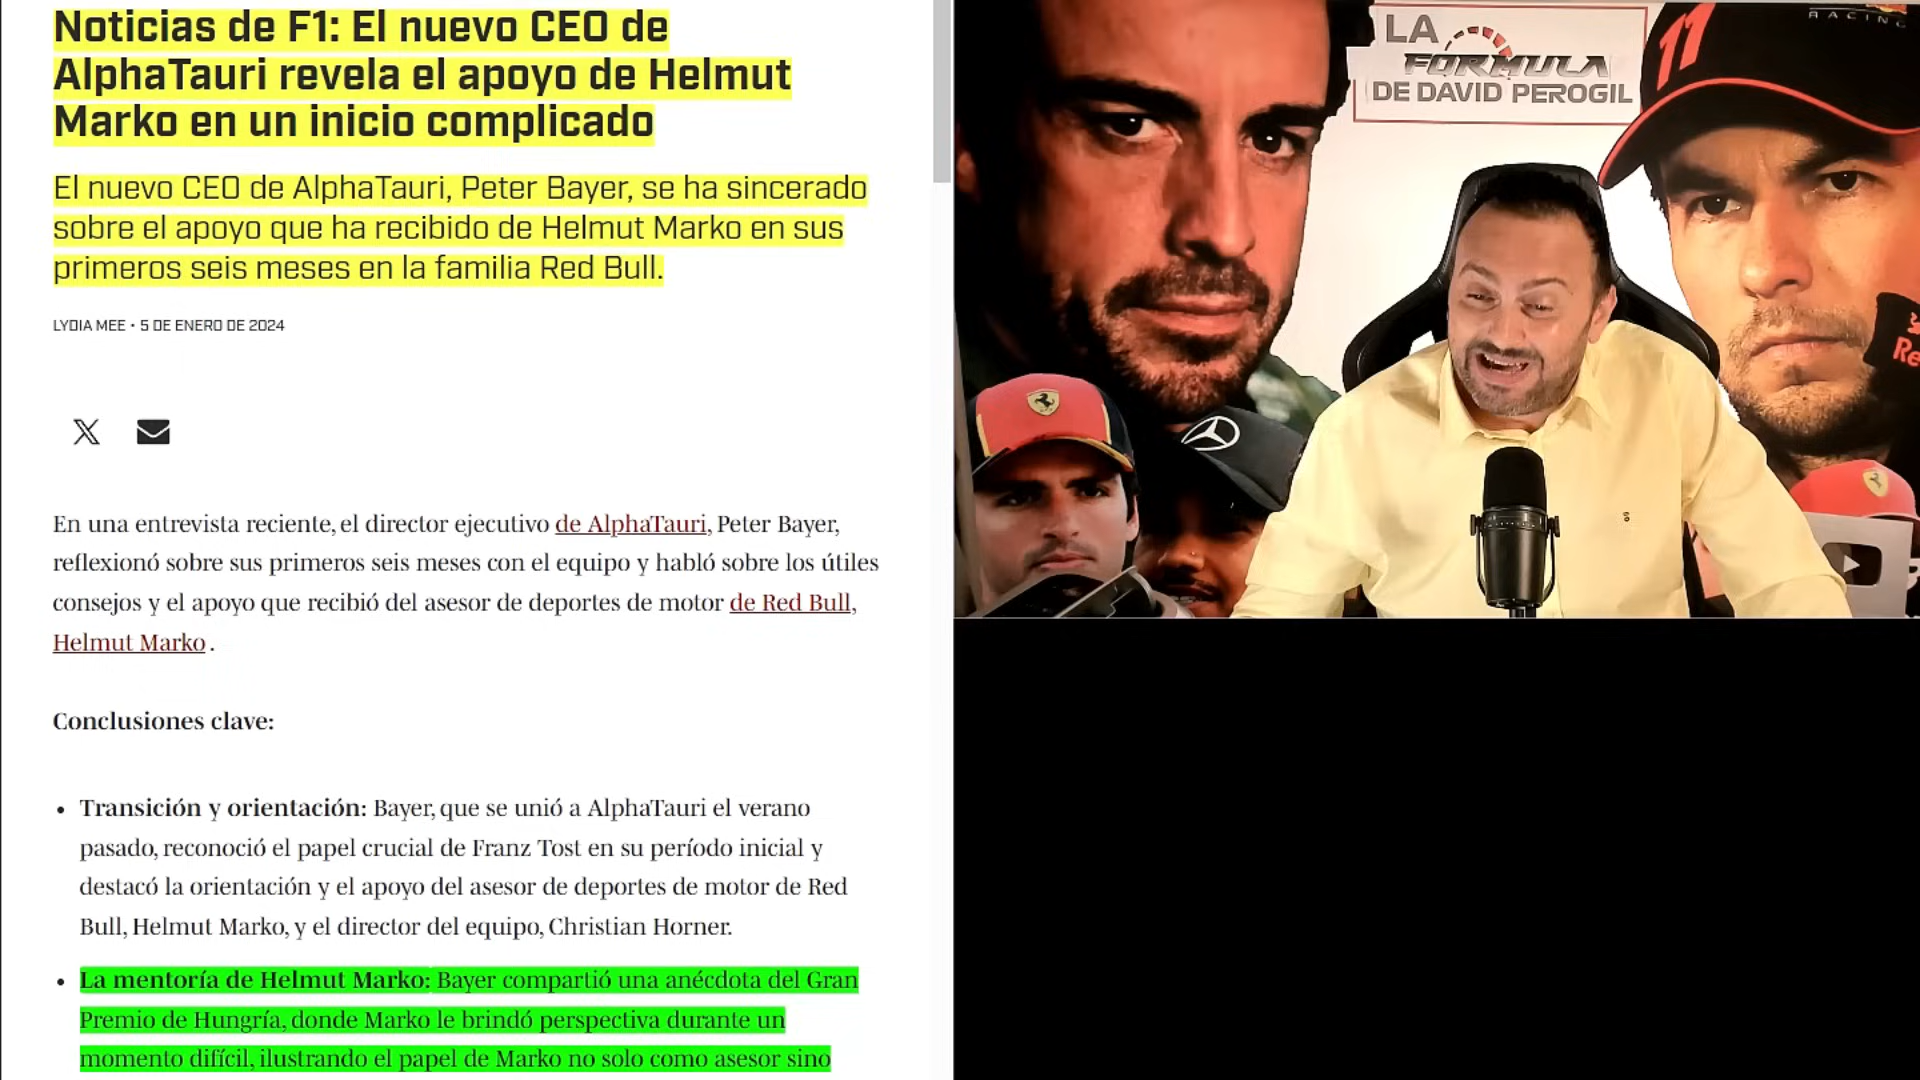 Noticias de F1: El nuevo CEO de
AlphaTauri revela el apoyo de Helmut
Marko en un inicio complicado
El nuevo CEO de AlphaTauri, Peter Bayer, se ha sincerado
sobre el apoyo que ha recibido de Helmut Marko en sus
primeros seis meses en la familia Red Bull.
LYDIA MEE • 5 DE ENERO DE 2024
En una entrevista reciente, el director ejecutivo de AlphaTauri, Peter Bayer,
reflexionó sobre sus primeros seis meses con el equipo y habló sobre los útiles
consejos y el apoyo que recibió del asesor de deportes de motor de Red Bull,
Helmut Marko .
Conclusiones clave:
• Transición y orientación: Bayer, que se unió a AlphaTauri el verano
pasado, reconoció el papel crucial de Franz Tost en su período inicial y
destacó la orientación y el apoyo del asesor de deportes de motor de Red
Bull, Helmut Marko, y el director del equipo, Christian Horner.
• La mentoría de Helmut Marko: Bayer compartió una anécdota del Gran
Premio de Hungría, donde Marko le brindó perspectiva durante un
momento difícil, ilustrando el papel de Marko no solo como asesor sino
LA
FORMULA
DE DAVID PEROGIL
11
RACING
Re